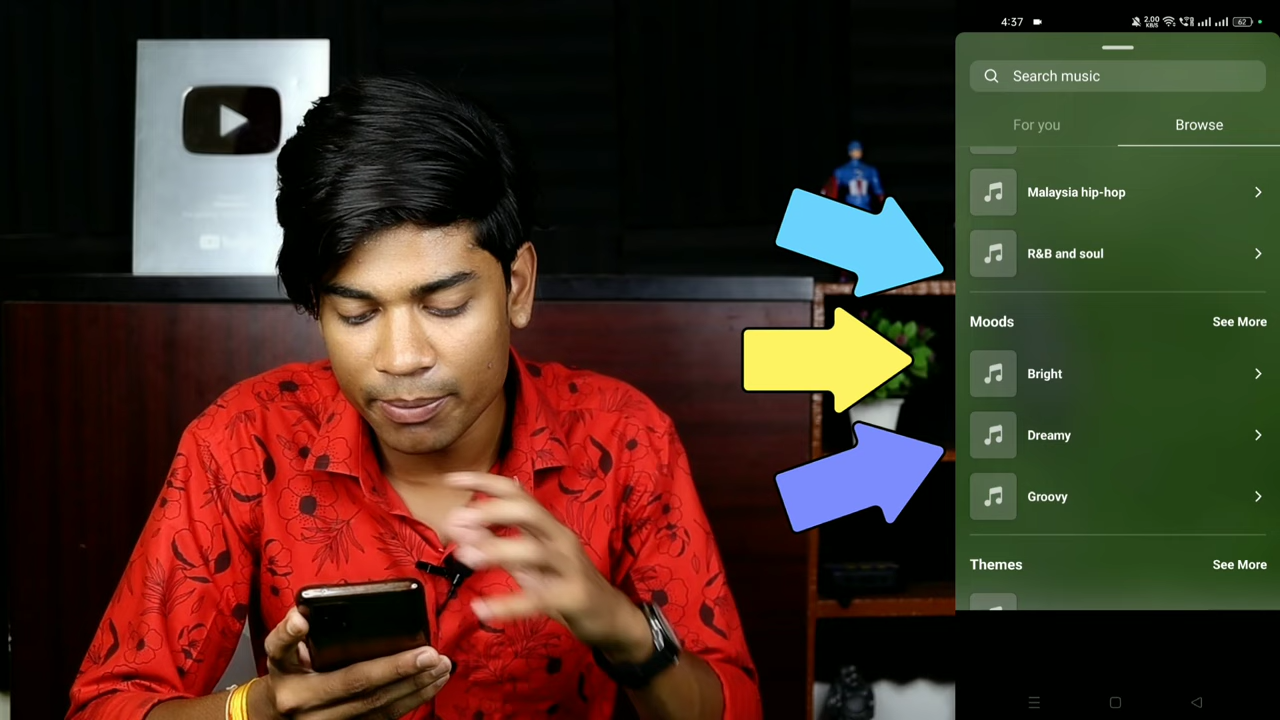 4:37
2.00
KB/S
62
Search music
For you
Browse
Malaysia hip-hop
R&B and soul
Moods
See More
Bright
Dreamy
Groovy
Themes
See More